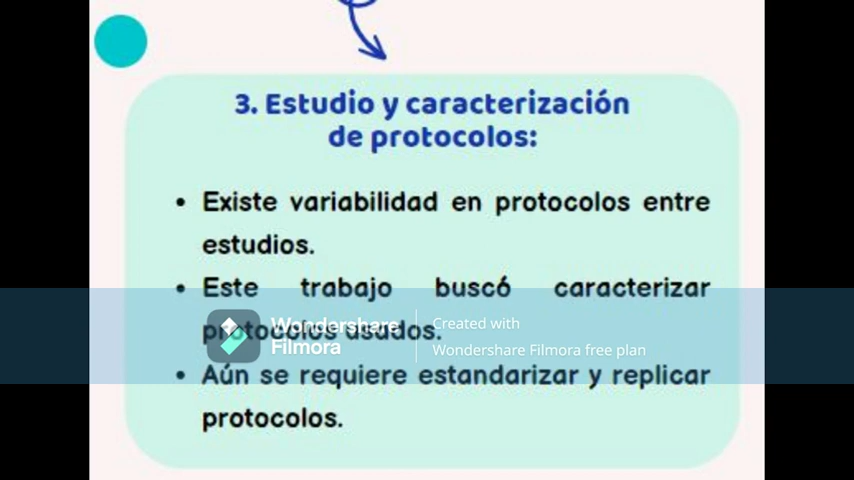 3. Estudio y caracterización
de protocolos:
• Existe variabilidad en protocolos entre
estudios.
• Este trabajo buscó caracterizar
protocolos usados.
Wondershare
Filmora
Created with
Wondershare Filmora free plan
• Aún se requiere estandarizar y replicar
protocolos.